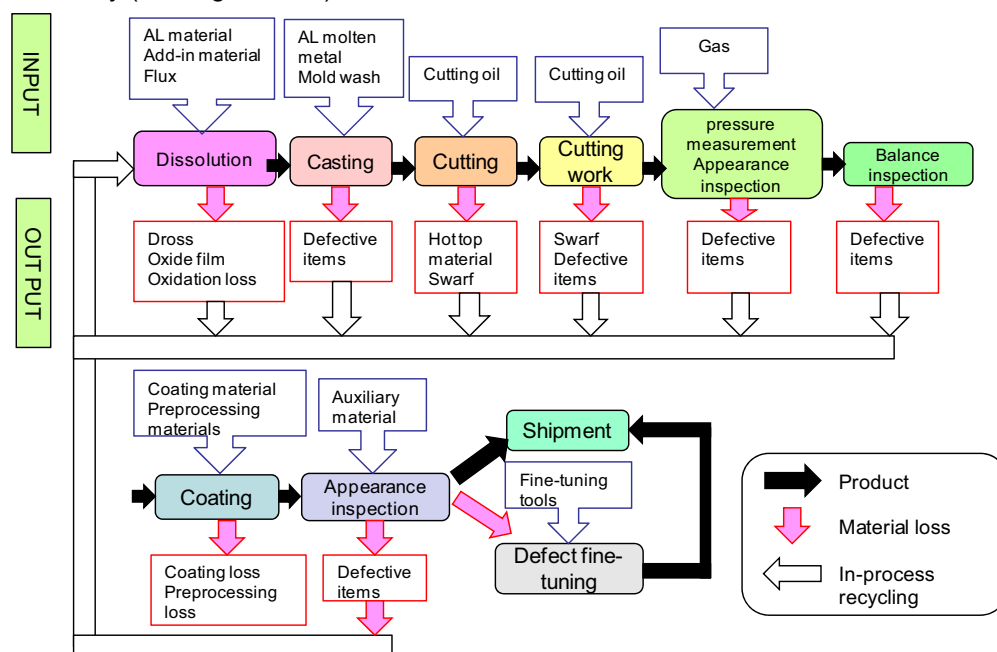 INPUT
AL material
Add-in material
Flux
AL molten
metal
Mold wash
Cutting oil
Cutting oil
Gas
Dissolution
Casting
Cutting
Cutting
work
pressure
measurement
Appearance
inspection
Balance
inspection
OUT PUT
Dross
Oxide film
Oxidation loss
Defective
items
Hot top
material
Swarf
Swarf
Defective
items
Defective
items
Defective
items
Coating material
Preprocessing
materials
Auxiliary
material
Shipment
Fine-tuning
tools
Coating
Appearance
inspection
Defect fine-
tuning
Coating loss
Preprocessing
loss
Defective
items
Product
Material loss
In-process
recycling